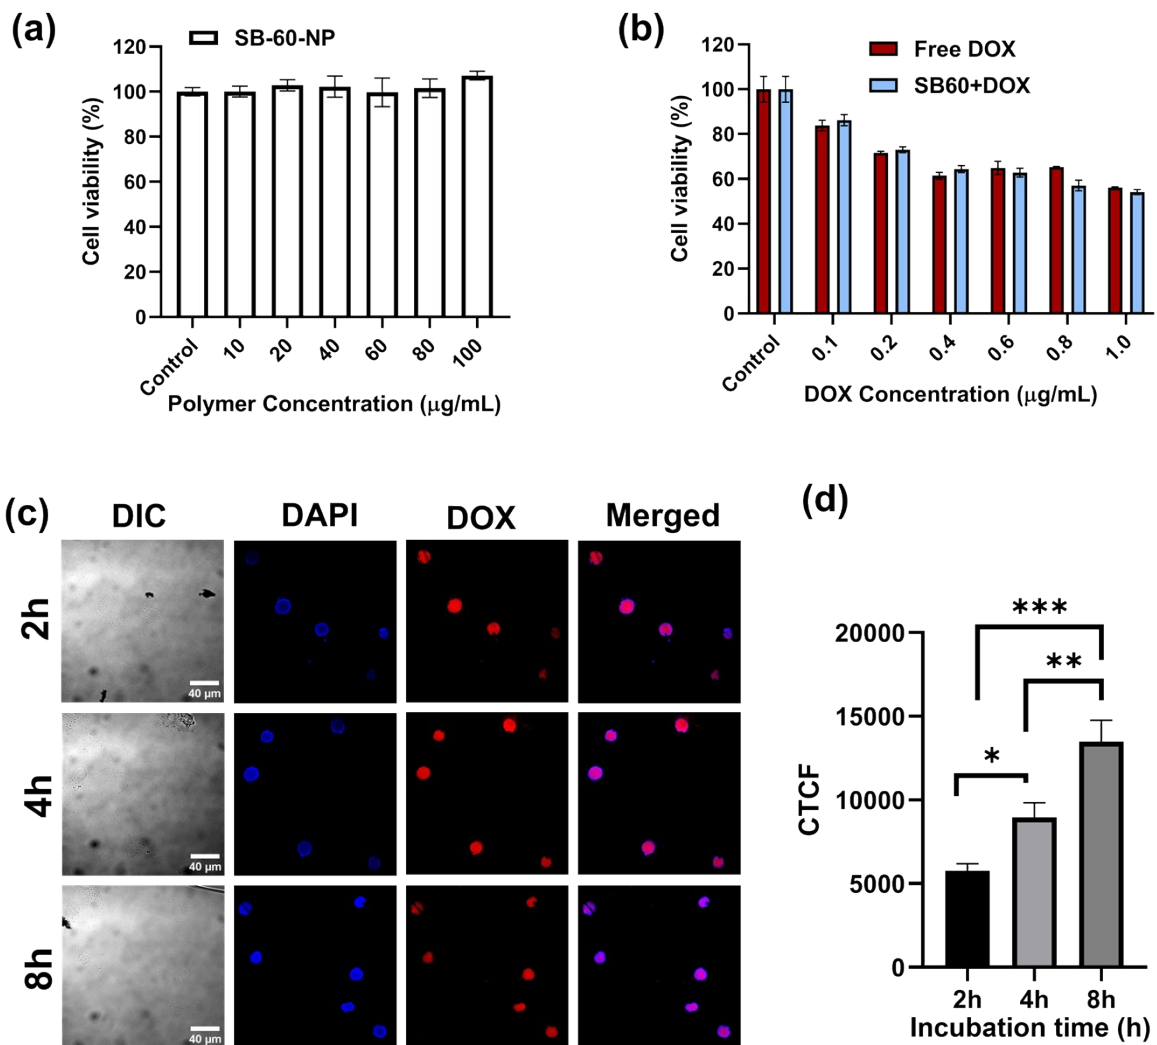 (a)
SB-60-NP
Cell viability (%)
120
100
80
60
40
20
0
Control
10
20
40
60
80
100
Polymer Concentration (μg/mL)
(b)
Free DOX
SB60+DOX
Cell viability (%)
120
100
80
60
40
20
0
Control
0.1
0.2
0.4
0.6
0.8
1.0
DOX Concentration (μg/mL)
(c)
DIC
DAPI
DOX
Merged
2h
40 μm
4h
40 μm
8h
40 μm
(d)
CTCF
20000
15000
10000
5000
0
***
**
*
2h
4h
8h
Incubation time (h)